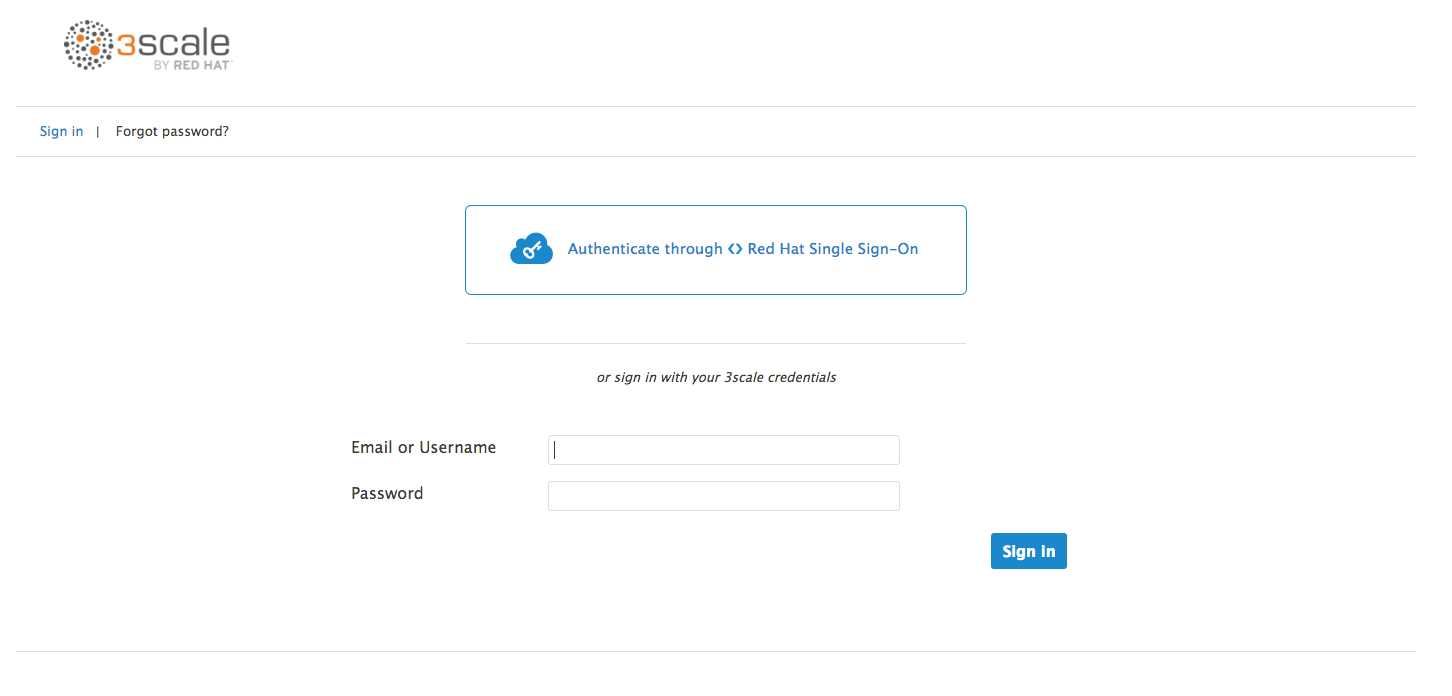 3scale
BY RED HAT
Sign in | Forgot password?
Authenticate through <> Red Hat Single Sign-On
or sign in with your 3scale credentials
Email or Username
Password
Sign in